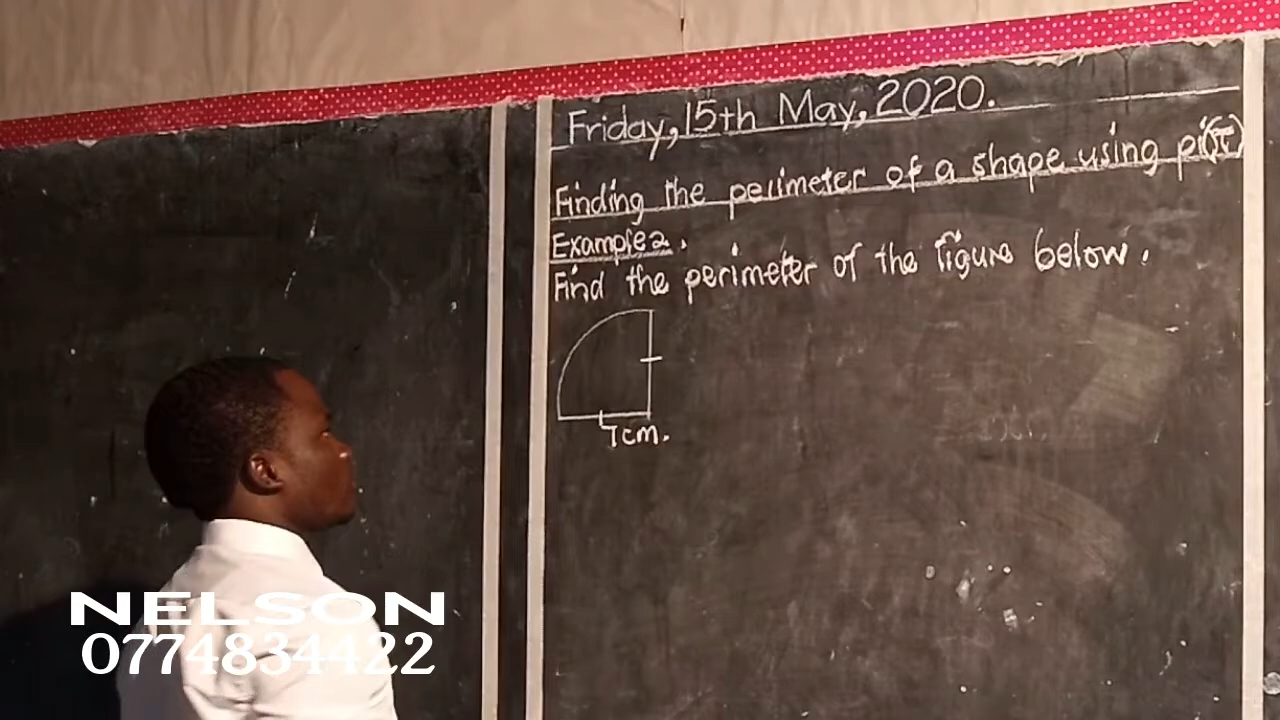 Friday, 15th May, 2020.
Finding the perimeter of a shape using pi(π)
Example 2.
Find the perimeter of the figure below.
7cm.
NELSON
0774834422